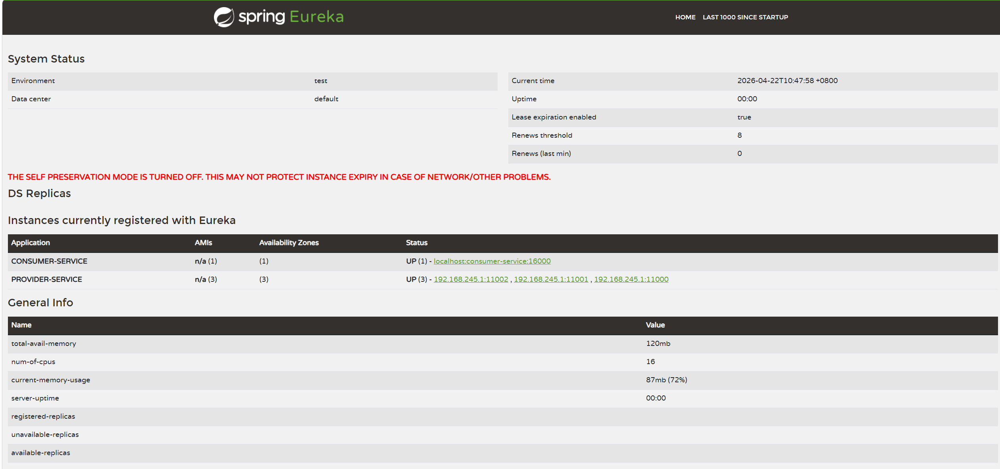 spring Eureka
HOME LAST 1000 SINCE STARTUP
System Status
Environment test
Data center default
Current time 2026-04-22T10:47:58 +0800
Uptime 00:00
Lease expiration enabled true
Renews threshold 8
Renews (last min) 0
THE SELF PRESERVATION MODE IS TURNED OFF. THIS MAY NOT PROTECT INSTANCE EXPIRY IN CASE OF NETWORK/OTHER PROBLEMS.
DS Replicas
Instances currently registered with Eureka
Application AMIs Availability Zones Status
CONSUMER-SERVICE n/a (1) (1) UP (1) - localhost:consumer-service:16000
PROVIDER-SERVICE n/a (3) (3) UP (3) - 192.168.245.1:11002 , 192.168.245.1:11001 , 192.168.245.1:11000
General Info
Name Value
total-avail-memory 120mb
num-of-cpus 16
current-memory-usage 87mb (72%)
server-uptime 00:00
registered-replicas
unavailable-replicas
available-replicas